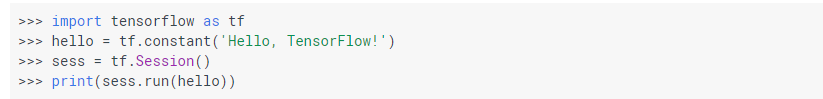 >>> import tensorflow as tf
>>> hello = tf.constant('Hello, TensorFlow!')
>>> sess = tf.Session()
>>> print(sess.run(hello))